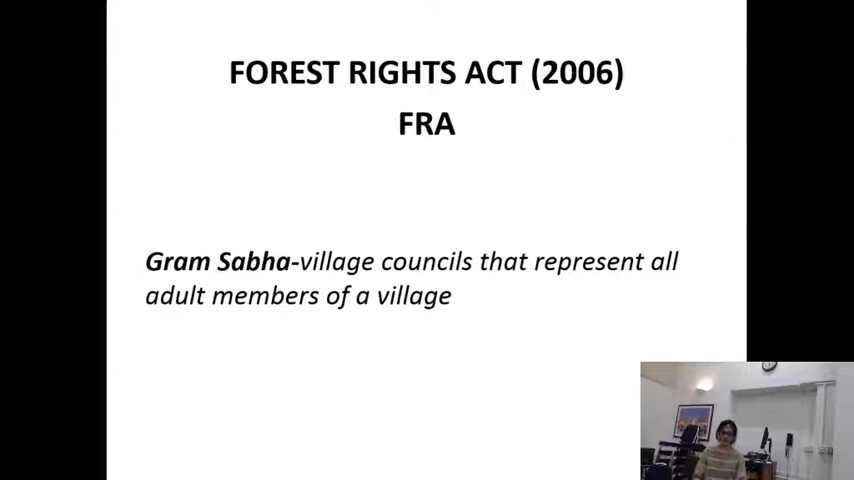 FOREST RIGHTS ACT (2006)
FRA
Gram Sabha-village councils that represent all
adult members of a village